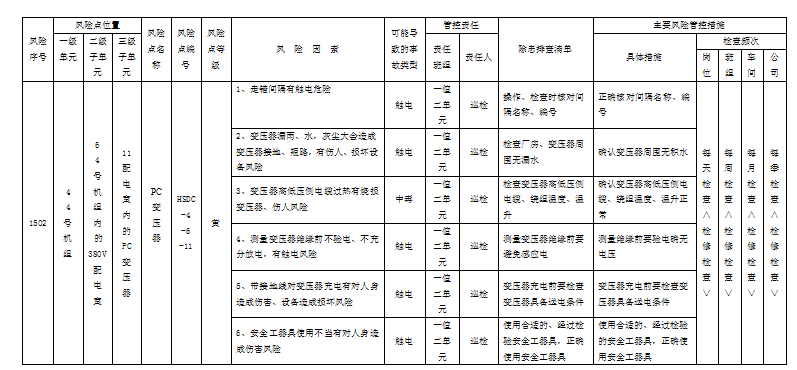 风险序号
风险点位置
一级单元
二级子单元
三级子单元
风险点名称
风险点编号
风险点等级
风 险 因 素
可能导致的事故类型
管控责任
责任班组
责任人
除患排查清单
主要风险管控措施
具体措施
检查频次
岗位
班组
车间
公司
1502
44号机组
64号机组内的380V配电室
11配电室内的PC变压器
PC变压器
HSDC-4-6-11
黄
1、走错间隔有触电危险
触电
一值二单元
巡检
操作、检查时核对间隔名称、编号
正确核对间隔名称、编号
2、变压器漏雨、水，灰尘大会造成变压器接地、短路，有伤人、损坏设备风险
触电
一值二单元
巡检
检查厂房、变压器周围无漏水
确认变压器周围无积水
3、变压器高低压侧电缆过热有烧损变压器、伤人风险
中毒
一值二单元
巡检
检查变压器高低压侧电缆、绕组温度、温升
确认变压器高低压侧电缆、绕组温度、温升正常
4、测量变压器绝缘前不验电、不充分放电，有触电风险
触电
一值二单元
巡检
测量变压器绝缘前要避免感应电
测量变压器绝缘前要验电确无电压
5、带接地线对变压器充电有对人身造成伤害、设备造成损坏风险
触电
一值二单元
巡检
变压器充电前要检查变压器具备送电条件
变压器充电前要检查变压器具备送电条件
6、安全工器具使用不当有对人身造成伤害风险
触电
一值二单元
巡检
使用合适的、经过检验安全工器具，正确使用安全工器具
使用合适的、经过检验的安全工器具，正确使用安全工器具
每天检查︿检修检查﹀
每周检查︿检修检查﹀
每月检查︿检修检查﹀
每季检查︿检修检查﹀